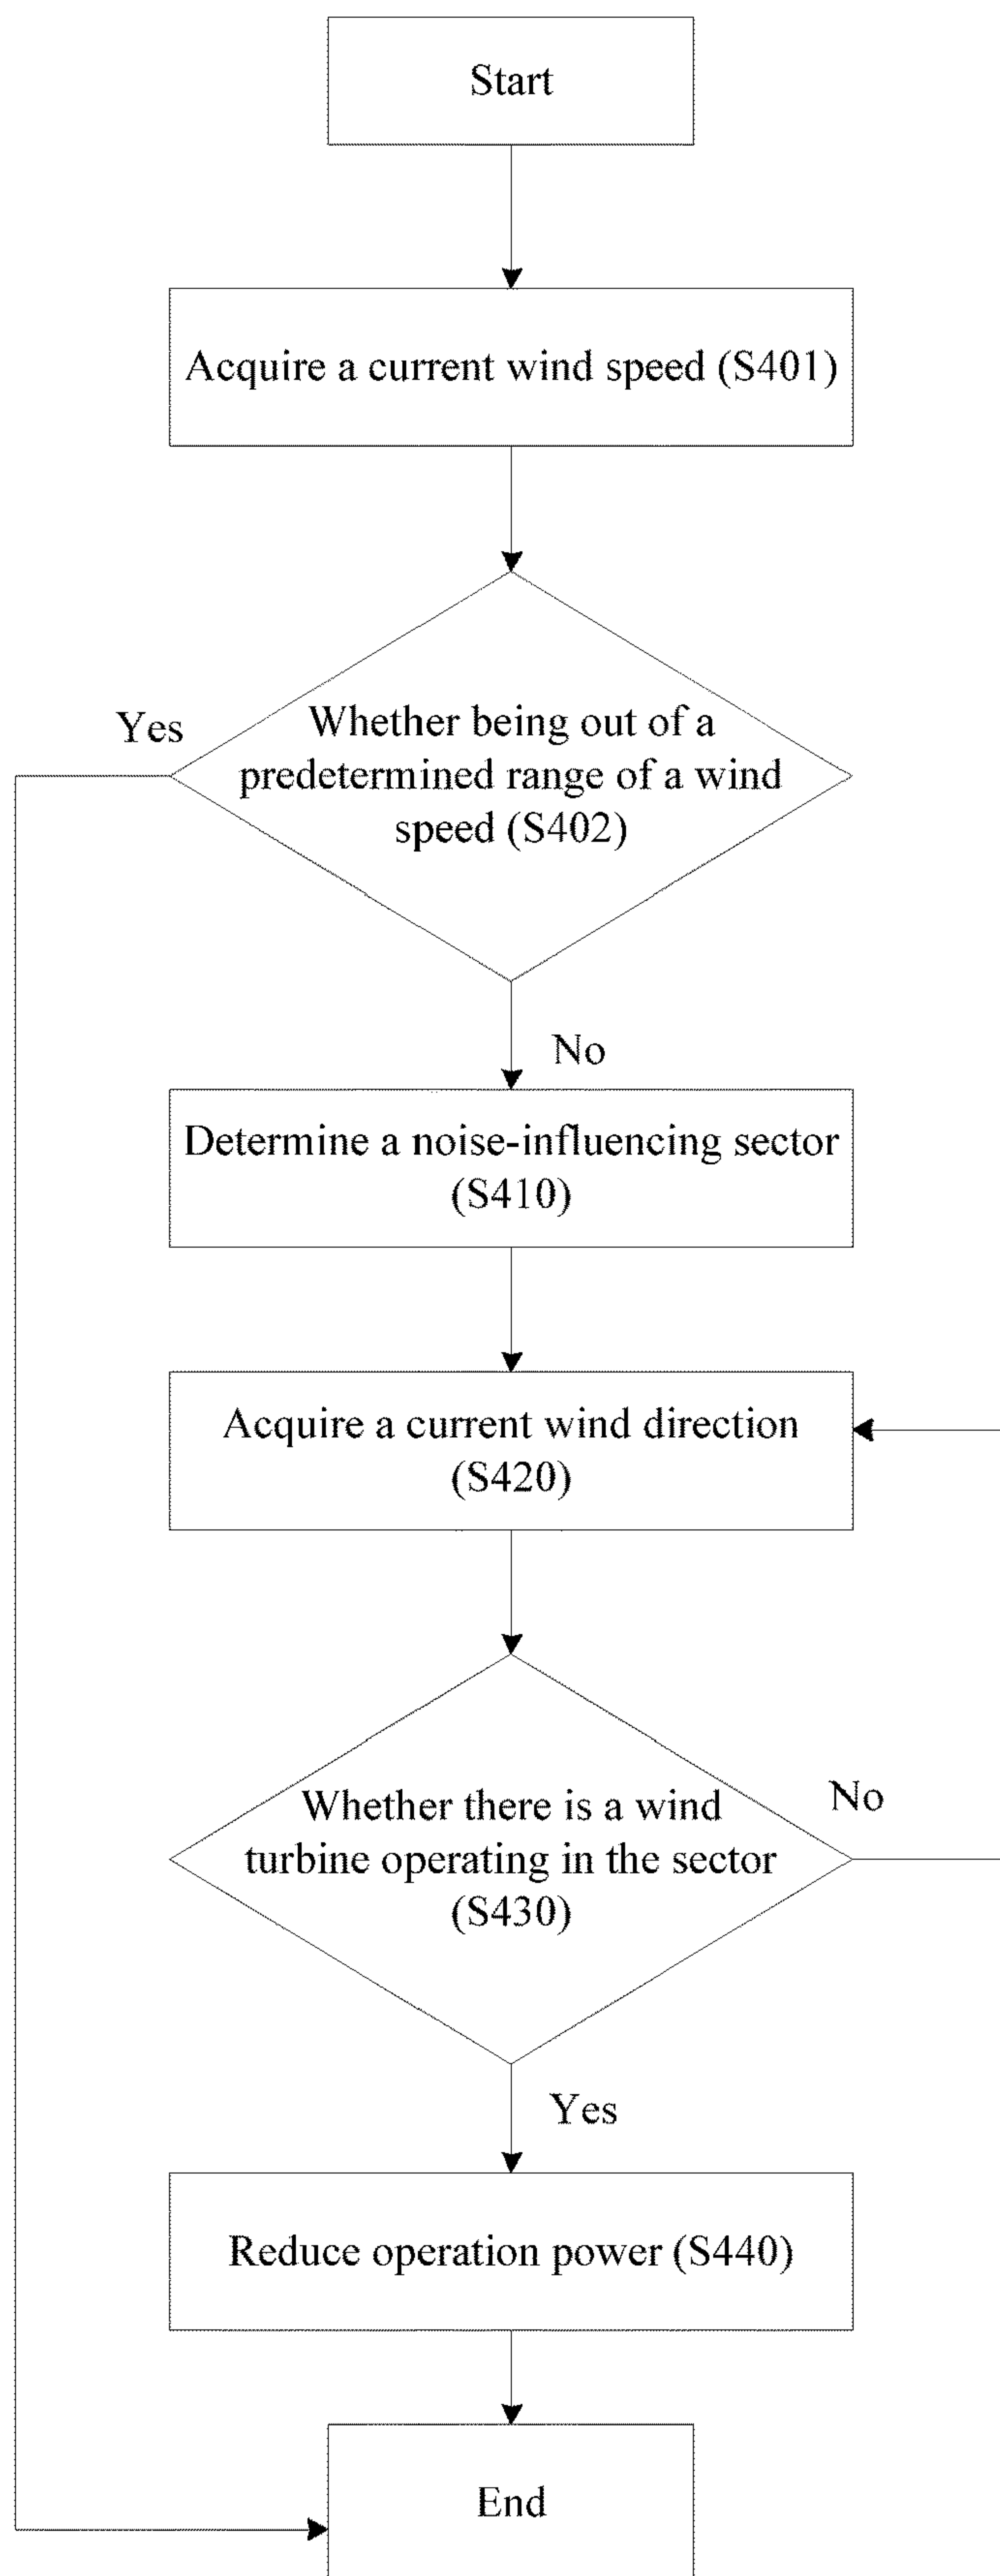 Start
Acquire a current wind speed (S401)
Yes
Whether being out of a
predetermined range of a wind
speed (S402)
No
Determine a noise-influencing sector
(S410)
Acquire a current wind direction
(S420)
No
Whether there is a wind
turbine operating in the sector
(S430)
Yes
Reduce operation power (S440)
End